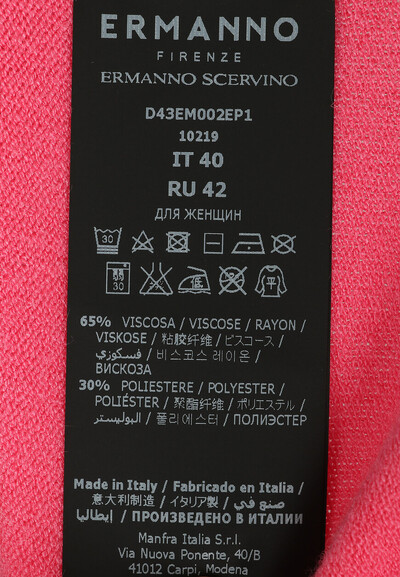 ERMANNO
FIRENZE
ERMANNO SCERVINO
D43EM002EP1
10219
IT 40
RU 42
ДЛЯ ЖЕНЩИН
30
弱
30
低
平
65% VISCOSA / VISCOSE / RAYON /
VISKOSE / 粘胶纤维 / ビスコース /
فسكوزي / 비스코스 레이온 /
ВИСКОЗА
30% POLIESTERE / POLYESTER /
POLIÉSTER / 聚酯纤维 / ポリエステル /
البوليستر / 폴리에스터 / ПОЛИЭСТЕР
Made in Italy / Fabricado en Italia /
意大利制造 / イタリア製 / صنع في
إيطاليا / ПРОИЗВЕДЕНО В ИТАЛИИ
Manfra Italia S.r.l.
Via Nuova Ponente, 40/B
41012 Carpi, Modena